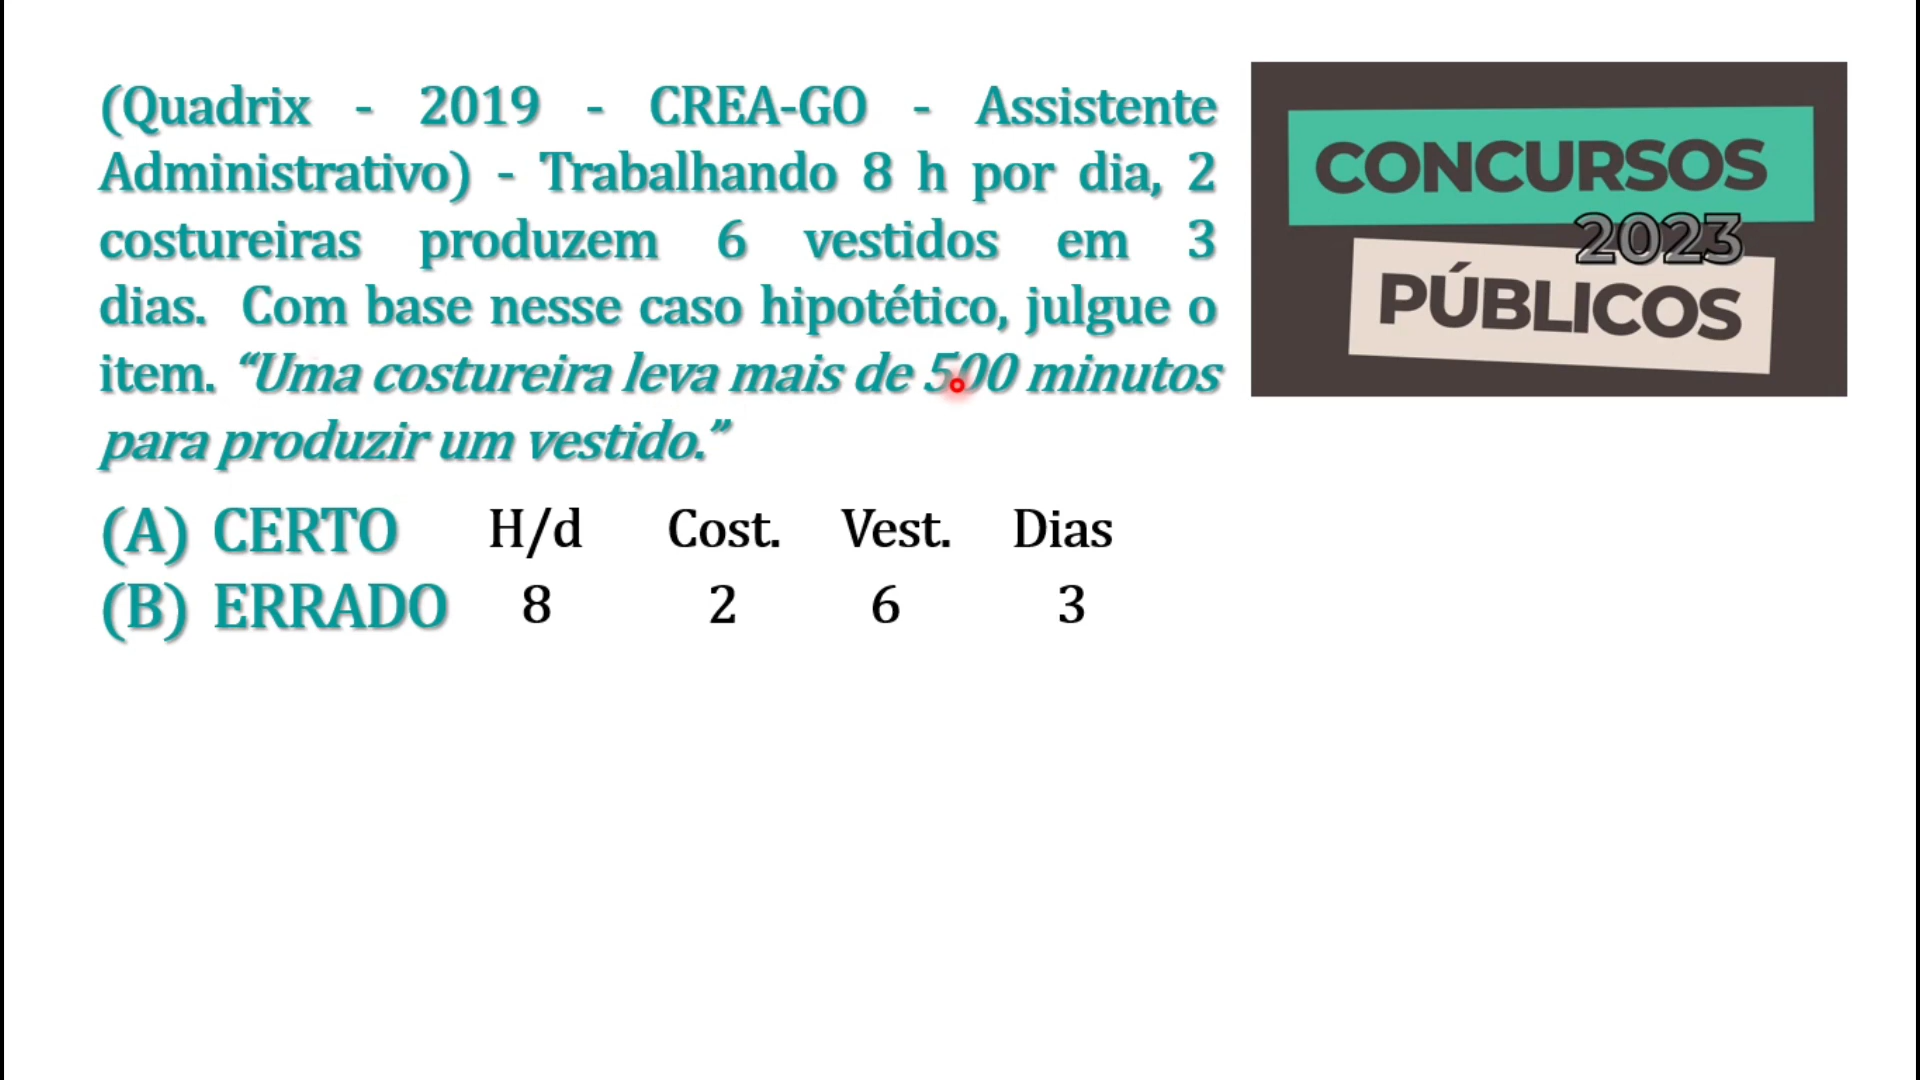 (Quadrix - 2019 - CREA-GO - Assistente
Administrativo) - Trabalhando 8 h por dia, 2
costureiras produzem 6 vestidos em 3
dias. Com base nesse caso hipotético, julgue o
item. “Uma costureira leva mais de 500 minutos
para produzir um vestido.”
(A) CERTO
(B) ERRADO
H/d Cost. Vest. Dias
8 2 6 3
CONCURSOS
2023
PÚBLICOS